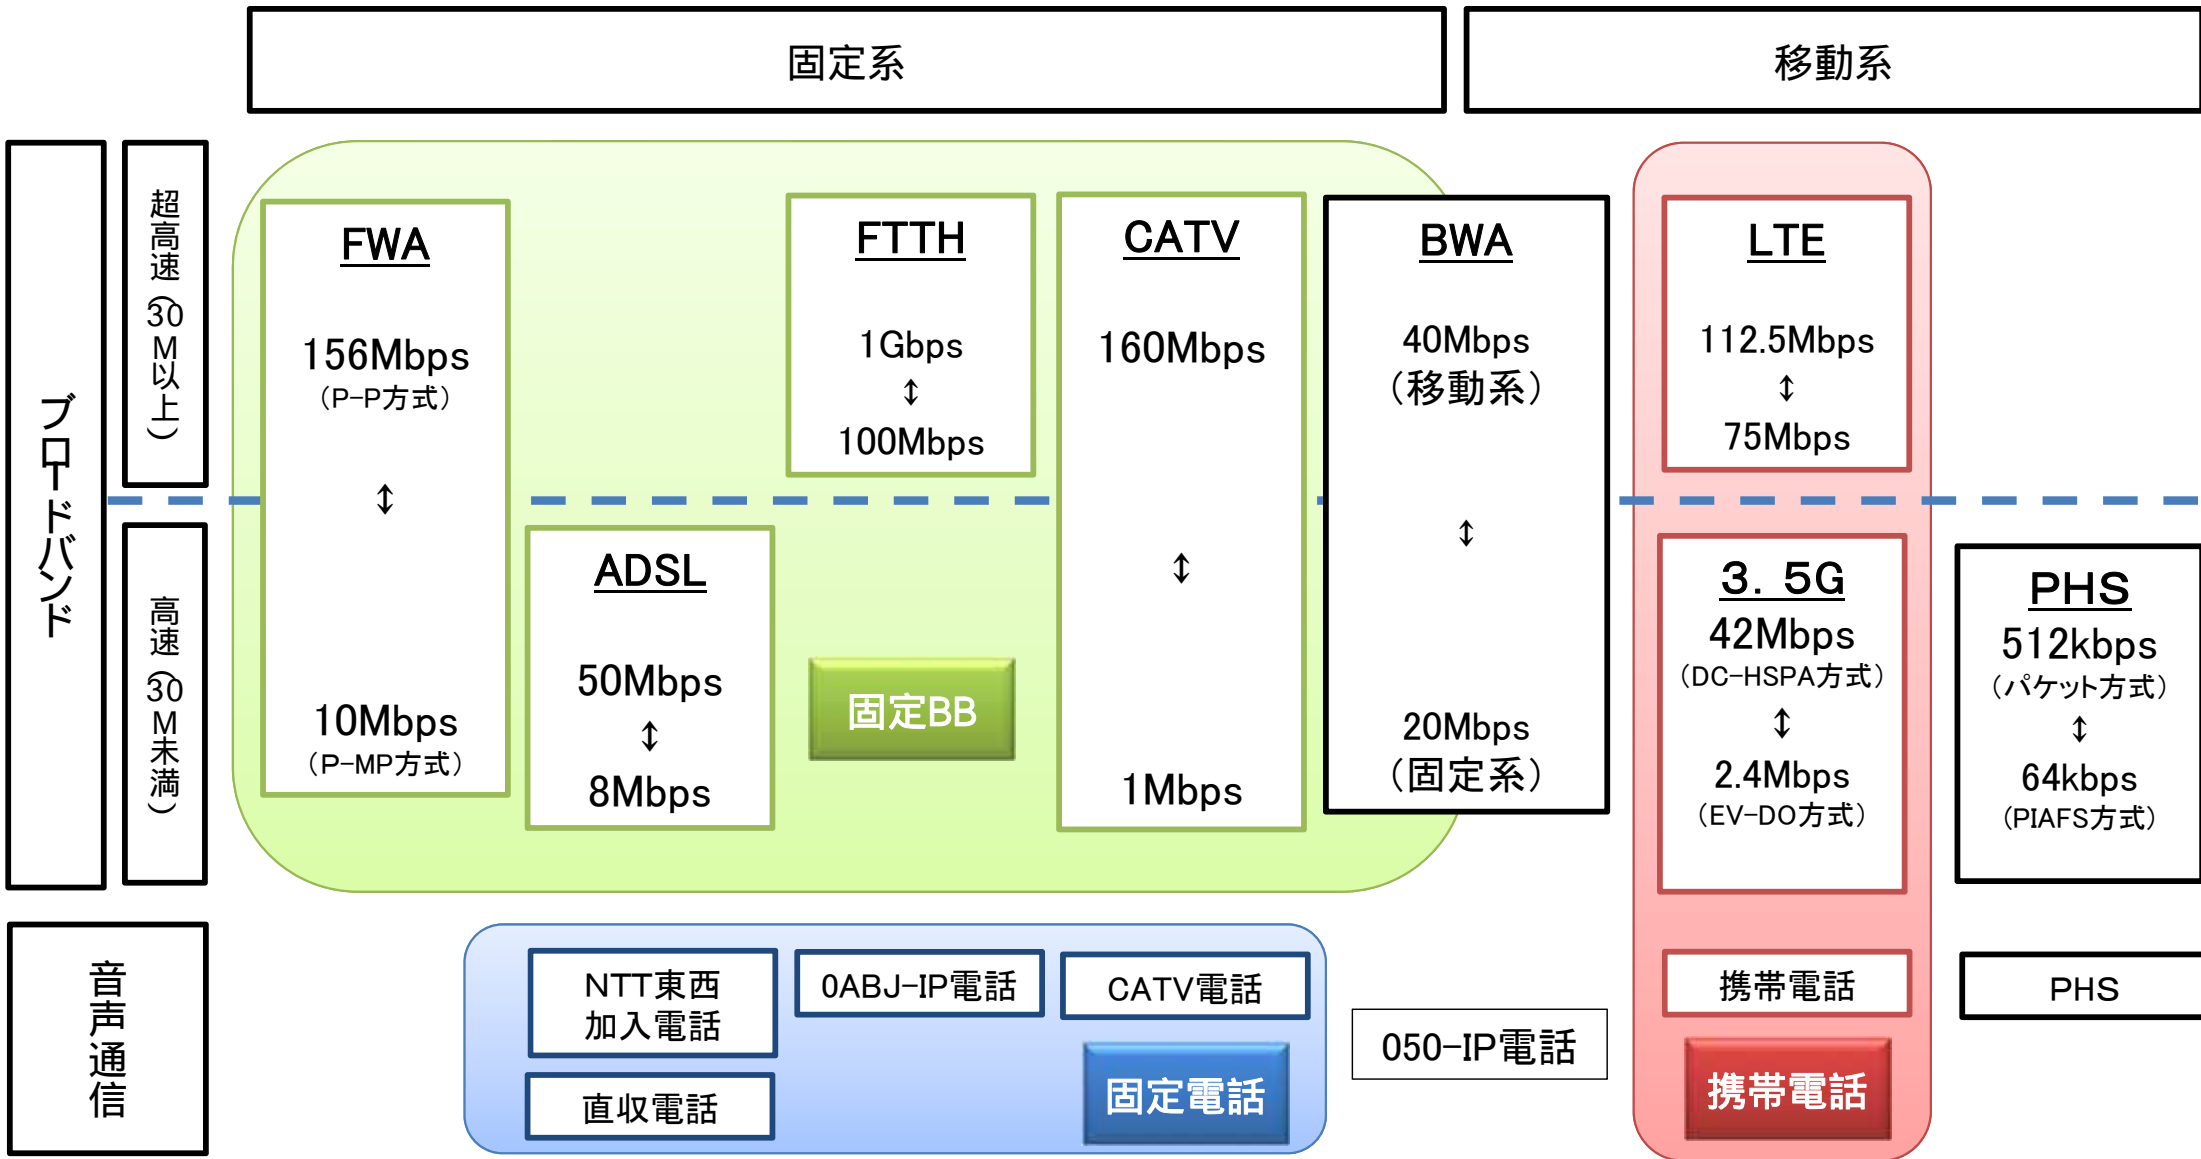 固定系
移動系
ブロードバンド
超高速(30M以上)
高速(30M未満)
FWA
156Mbps
(P-P方式)
↕
10Mbps
(P-MP方式)
ADSL
50Mbps
↕
8Mbps
FTTH
1Gbps
↕
100Mbps
固定BB
CATV
160Mbps
↕
1Mbps
BWA
40Mbps
(移動系)
↕
20Mbps
(固定系)
LTE
112.5Mbps
↕
75Mbps
3.5G
42Mbps
(DC-HSPA方式)
↕
2.4Mbps
(EV-DO方式)
PHS
512kbps
(パケット方式)
↕
64kbps
(PIAFS方式)
音声通信
NTT東西
加入電話
直収電話
0ABJ-IP電話
CATV電話
固定電話
050-IP電話
携帯電話
携帯電話
PHS